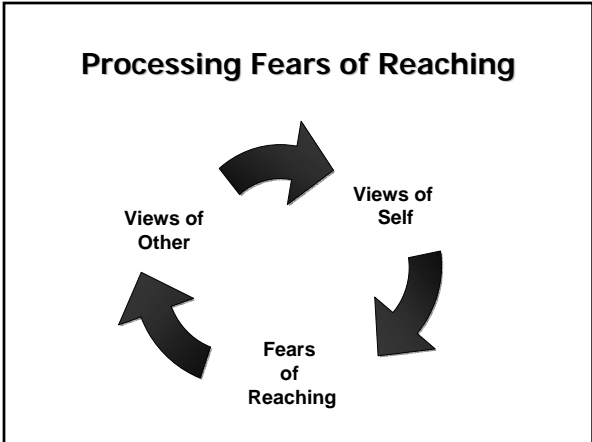 Processing Fears of Reaching
Views of
Self
Views of
Other
Fears
of
Reaching